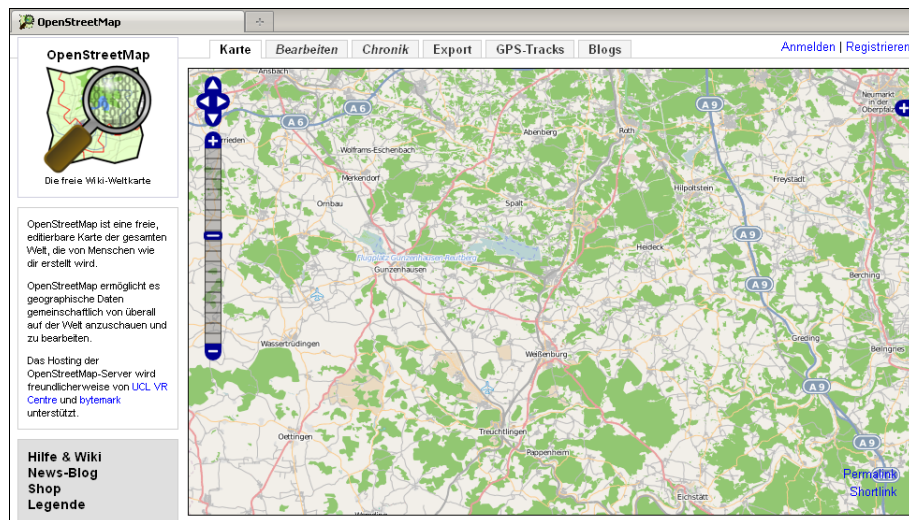 OpenStreetMap
OpenStreetMap
Die freie Wiki-Weltkarte
OpenStreetMap ist eine freie,
editierbare Karte der gesamten
Welt, die von Menschen wie
dir erstellt wird.
OpenStreetMap ermöglicht es
geographische Daten
gemeinschaftlich von überall
auf der Welt anzuschauen und
zu bearbeiten.
Das Hosting der
OpenStreetMap-Server wird
freundlicherweise von UCL VR
Centre und bytemark
unterstützt.
Hilfe & Wiki
News-Blog
Shop
Legende
Karte Bearbeiten Chronik Export GPS-Tracks Blogs
Anmelden | Registrieren
Ansbach
A 6
A 6
A 9
Neumarkt
in der
Oberpfalz
rrieden
Abenberg
Roth
Wolframs-Eschenbach
Merkendorf
Hilpoltstein
Freystadt
Ornbau
Spalt
A 9
Heideck
Flugplatz Gunzenhausen-Reutberg
Gunzenhausen
Berching
A 9
Wassertrüdingen
Greding
Weißenburg
Beilngries
A 9
Oettingen
Treuchtlingen
Pappenheim
A 9
Permalink
Eichstätt
Shortlink